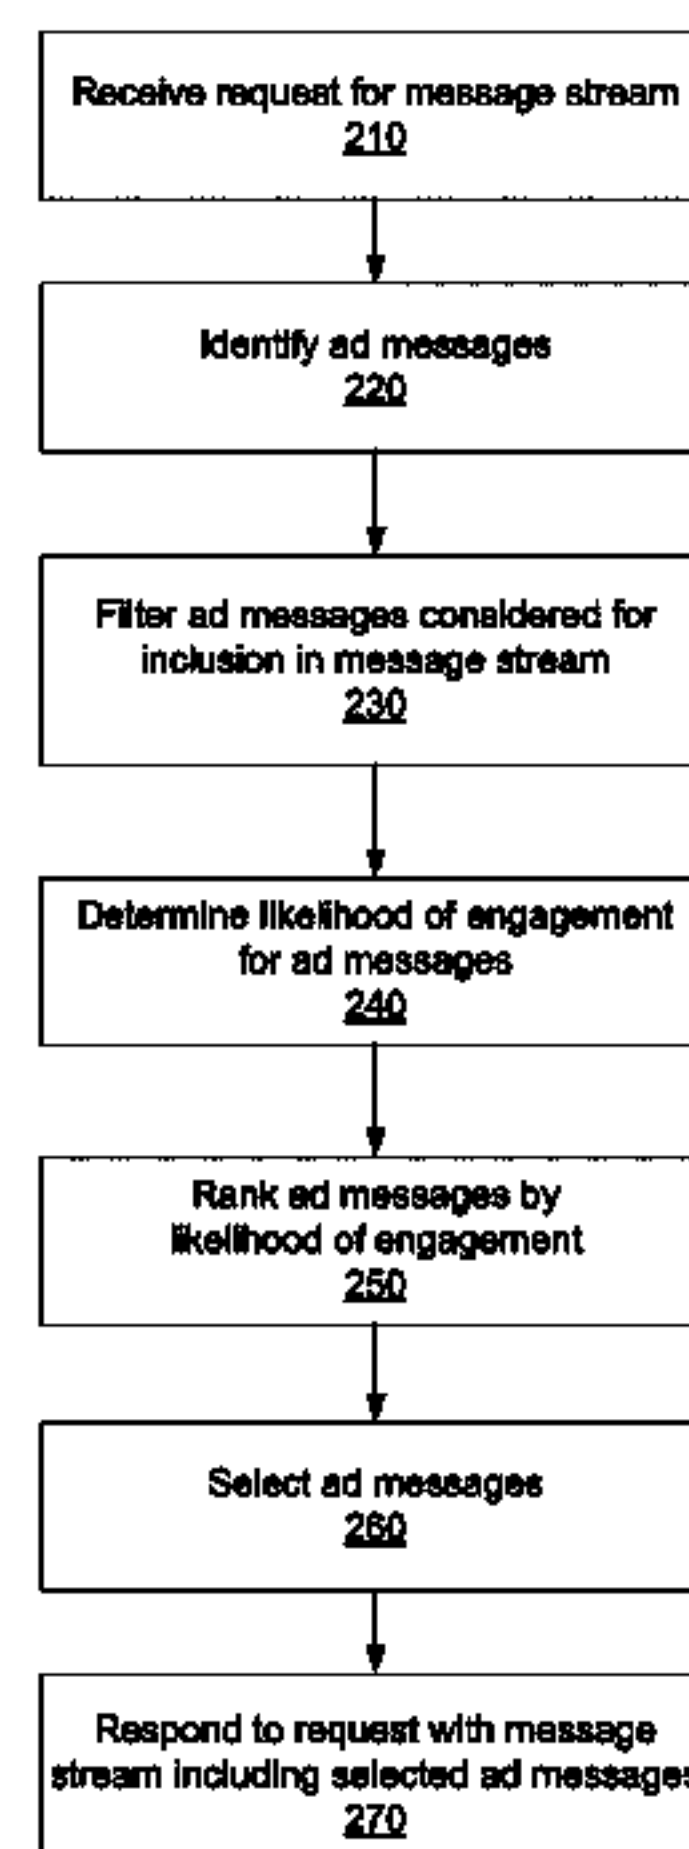 Receive request for message stream
210
Identify ad messages
220
Filter ad messages considered for
inclusion in message stream
230
Determine likelihood of engagement
for ad messages
240
Rank ad messages by
likelihood of engagement
250
Select ad messages
260
Respond to request with message
stream including selected ad messages
270